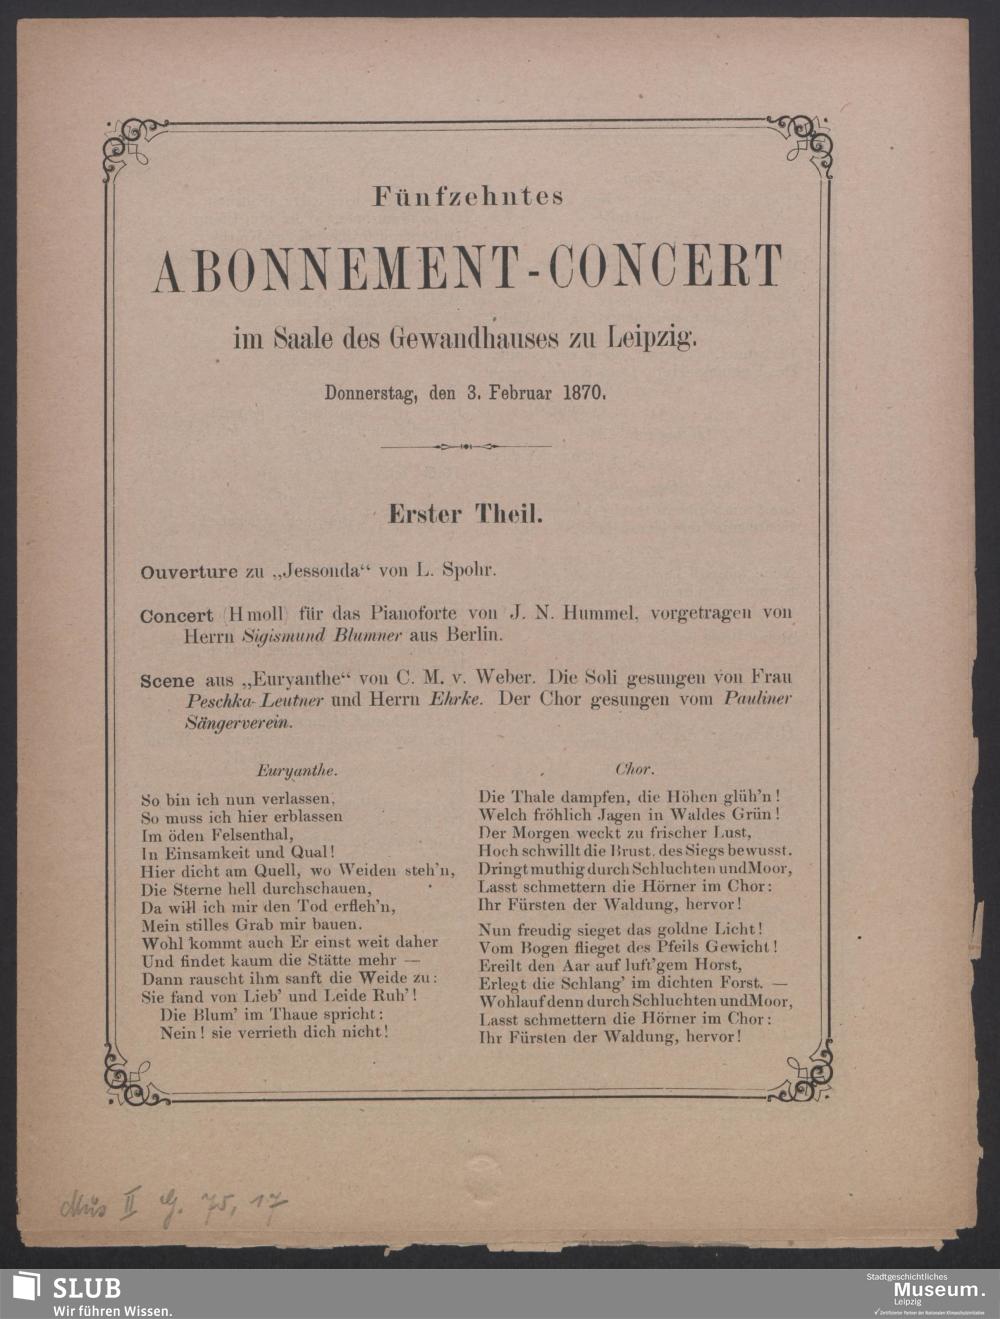 Fünfzehntes
ABONNEMENT-CONCERT
im Saale des Gewandhauses zu Leipzig.
Donnerstag, den 3. Februar 1870.
Erster Theil.
Ouverture zu „Jessonda“ von L. Spohr.
Concert (H moll) für das Pianoforte von J. N. Hummel, vorgetragen von
Herrn Sigismund Blumner aus Berlin.
Scene aus „Euryanthe“ von C. M. v. Weber. Die Soli gesungen von Frau
Peschka-Leutner und Herrn Ehrke. Der Chor gesungen vom Pauliner
Sängerverein.
Euryanthe.
So bin ich nun verlassen,
So muss ich hier erblassen
Im öden Felsenthal,
In Einsamkeit und Qual!
Hier dicht am Quell, wo Weiden steh'n,
Die Sterne hell durchschauen,
Da will ich mir den Tod erfleh'n,
Mein stilles Grab mir bauen.
Wohl kommt auch Er einst weit daher
Und findet kaum die Stätte mehr —
Dann rauscht ihm sanft die Weide zu:
Sie fand von Lieb' und Leide Ruh'!
Die Blum' im Thaue spricht:
Nein! sie verrieth dich nicht!
Chor.
Die Thale dampfen, die Höhen glüh'n!
Welch fröhlich Jagen in Waldes Grün!
Der Morgen weckt zu frischer Lust,
Hoch schwillt die Brust, des Siegs bewusst.
Dringt muthig durch Schluchten und Moor,
Lasst schmettern die Hörner im Chor:
Ihr Fürsten der Waldung, hervor!
Nun freudig sieget das goldne Licht!
Vom Bogen flieget des Pfeils Gewicht!
Ereilt den Aar auf luft'gem Horst,
Erlegt die Schlang' im dichten Forst. —
Wohlauf denn durch Schluchten und Moor,
Lasst schmettern die Hörner im Chor:
Ihr Fürsten der Waldung, hervor!
Mus II G. 75, 17
SLUB
Wir führen Wissen.
Stadtgeschichtliches
Museum.
Leipzig
Zertifizierter Partner der Nationalen Klimaschutzinitiative